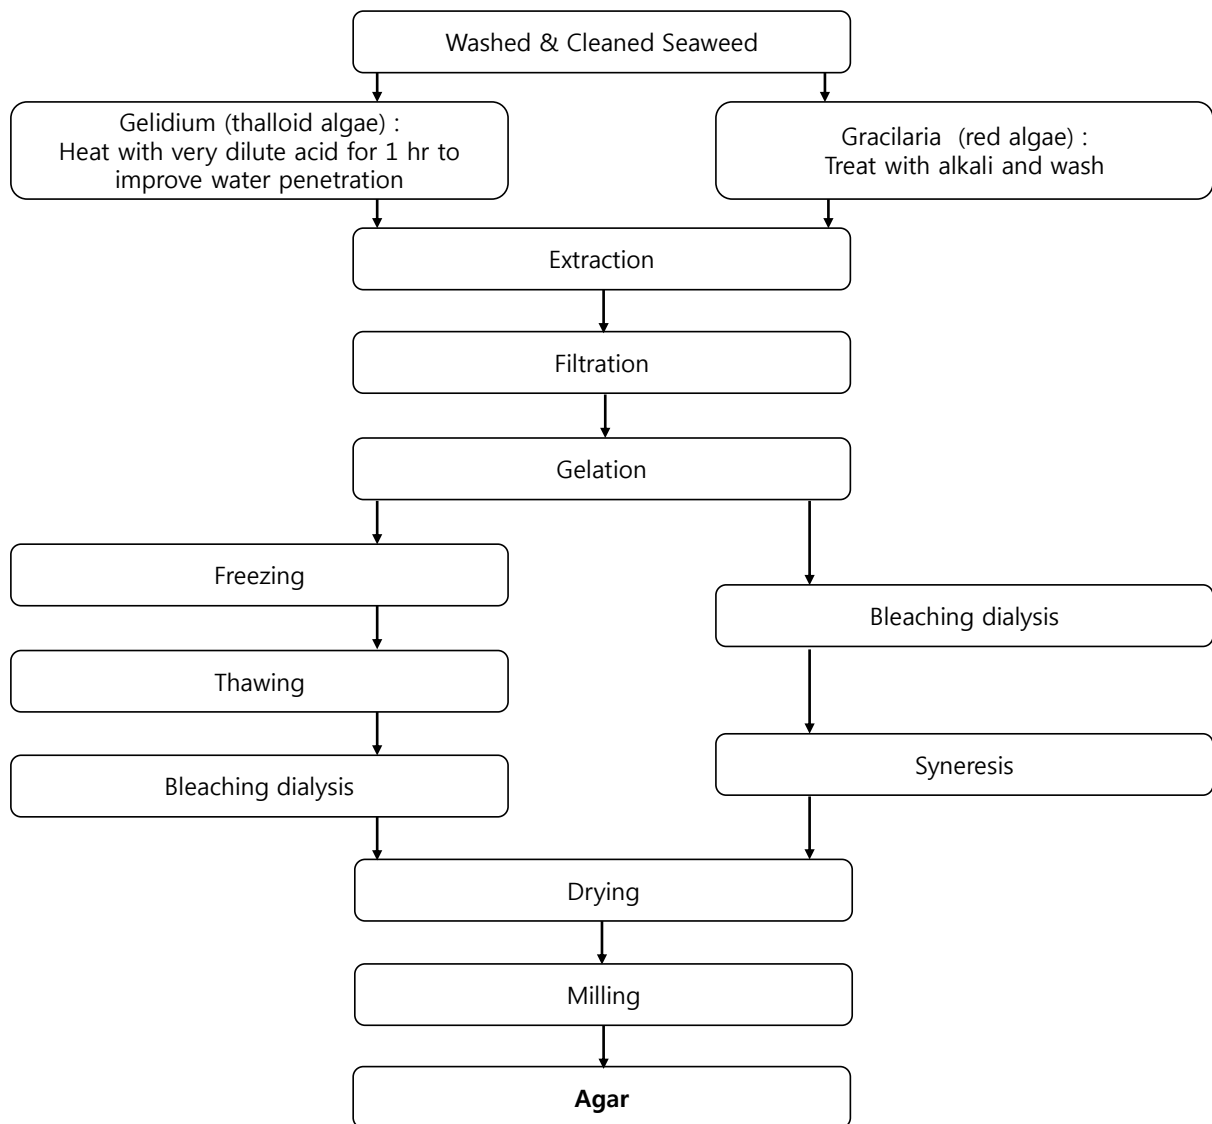 Washed & Cleaned Seaweed
Gelidium (thalloid algae) :
Heat with very dilute acid for 1 hr to
improve water penetration
Gracilaria (red algae) :
Treat with alkali and wash
Extraction
Filtration
Gelation
Freezing
Thawing
Bleaching dialysis
Bleaching dialysis
Syneresis
Drying
Milling
Agar